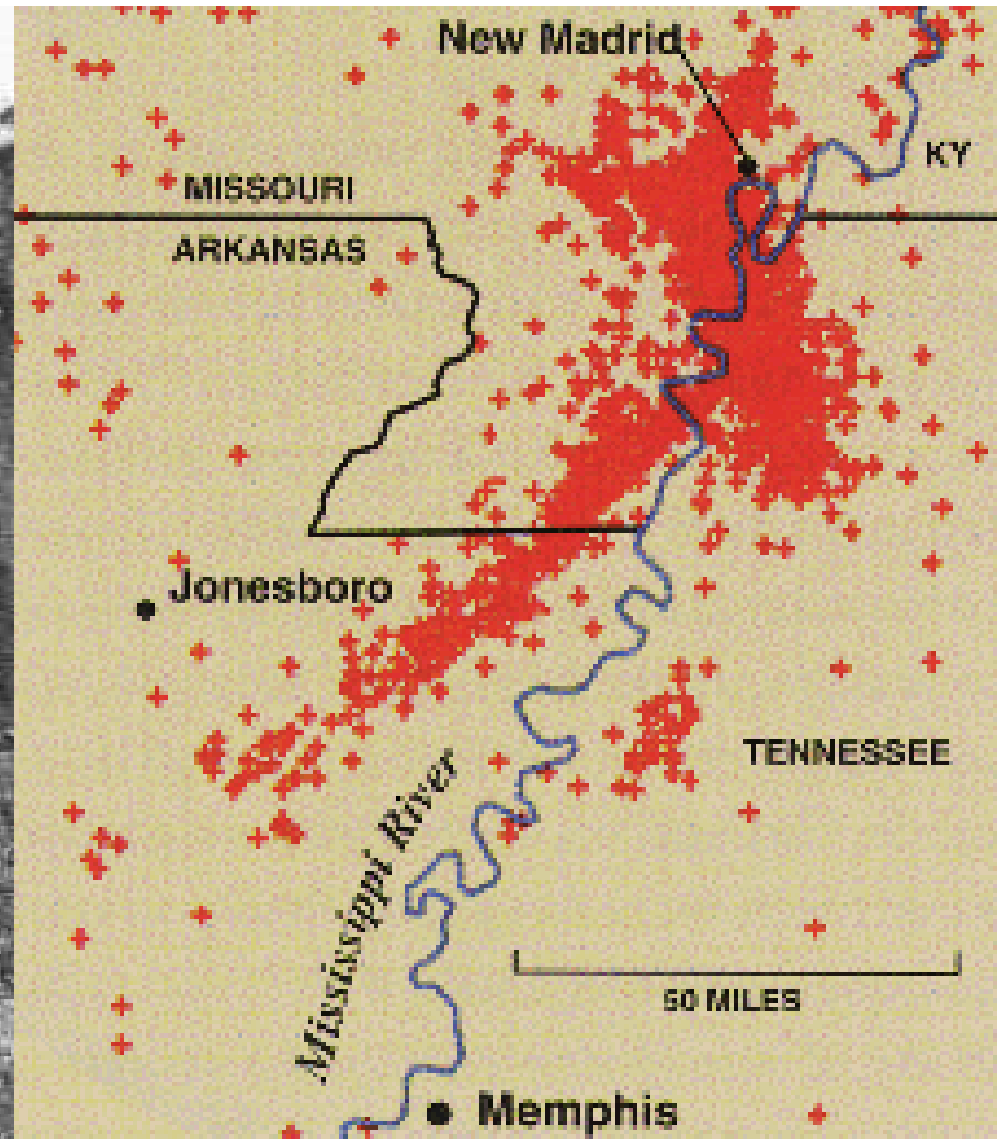 New Madrid
KY
MISSOURI
ARKANSAS
Jonesboro
TENNESSEE
Mississippi River
50 MILES
Memphis